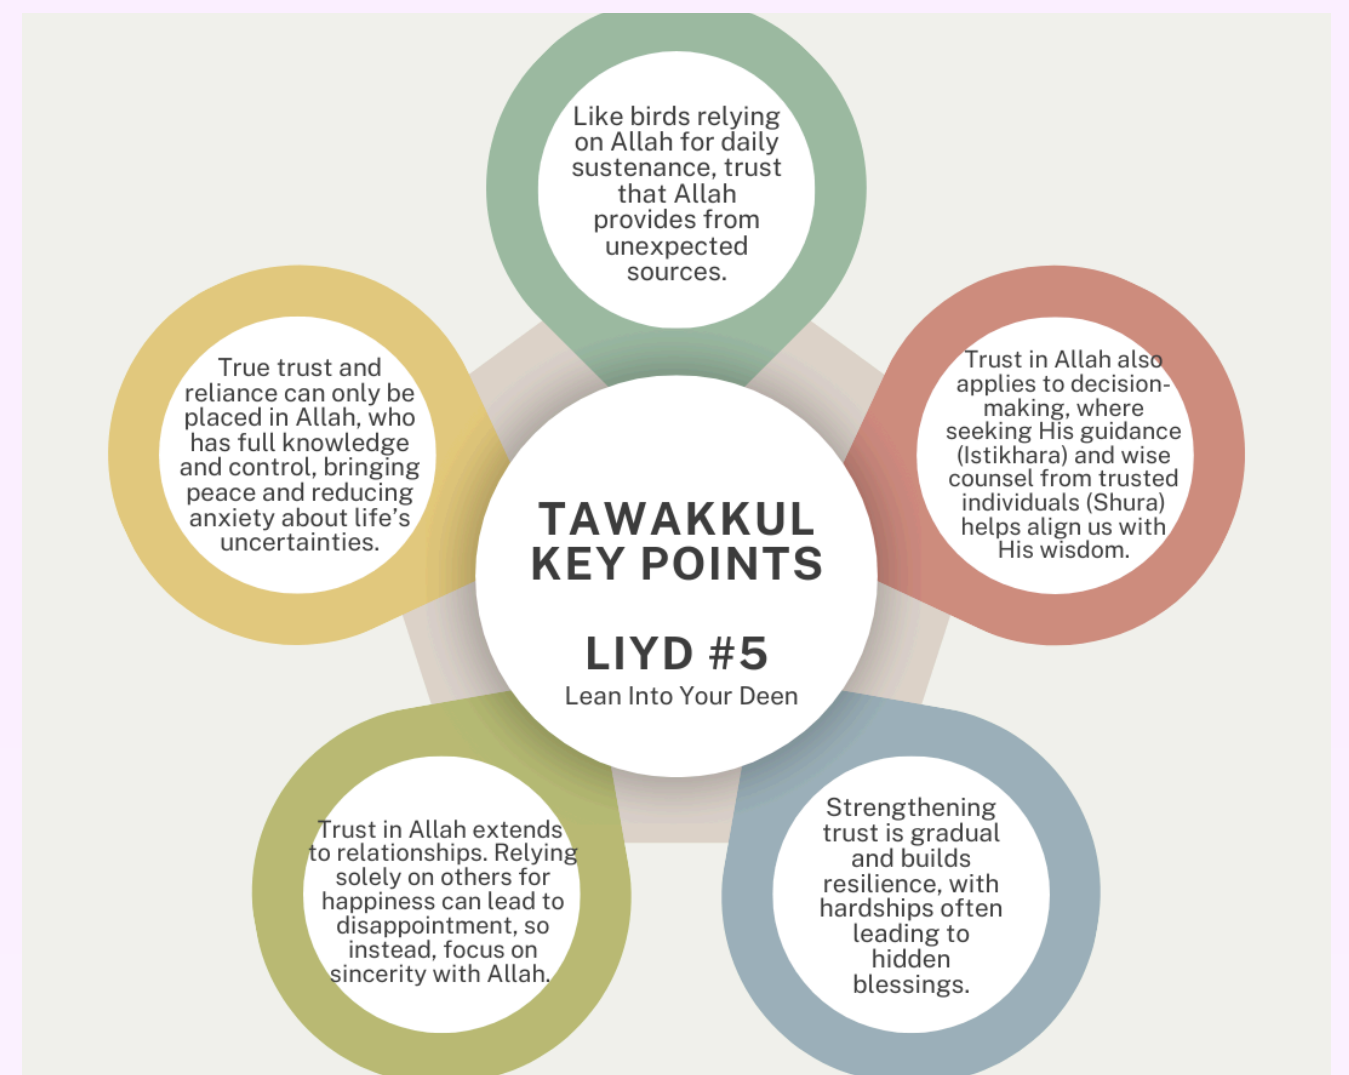 Like birds relying
on Allah for daily
sustenance, trust
that Allah
provides from
unexpected
sources.
True trust and
reliance can only be
placed in Allah, who
has full knowledge
and control, bringing
peace and reducing
anxiety about life’s
uncertainties.
Trust in Allah also
applies to decision-
making, where
seeking His guidance
(Istikhara) and wise
counsel from trusted
individuals (Shura)
helps align us with
His wisdom.
TAWAKKUL
KEY POINTS
LIYD #5
Lean Into Your Deen
Trust in Allah extends
to relationships. Relying
solely on others for
happiness can lead to
disappointment, so
instead, focus on
sincerity with Allah.
Strengthening
trust is gradual
and builds
resilience, with
hardships often
leading to
hidden
blessings.